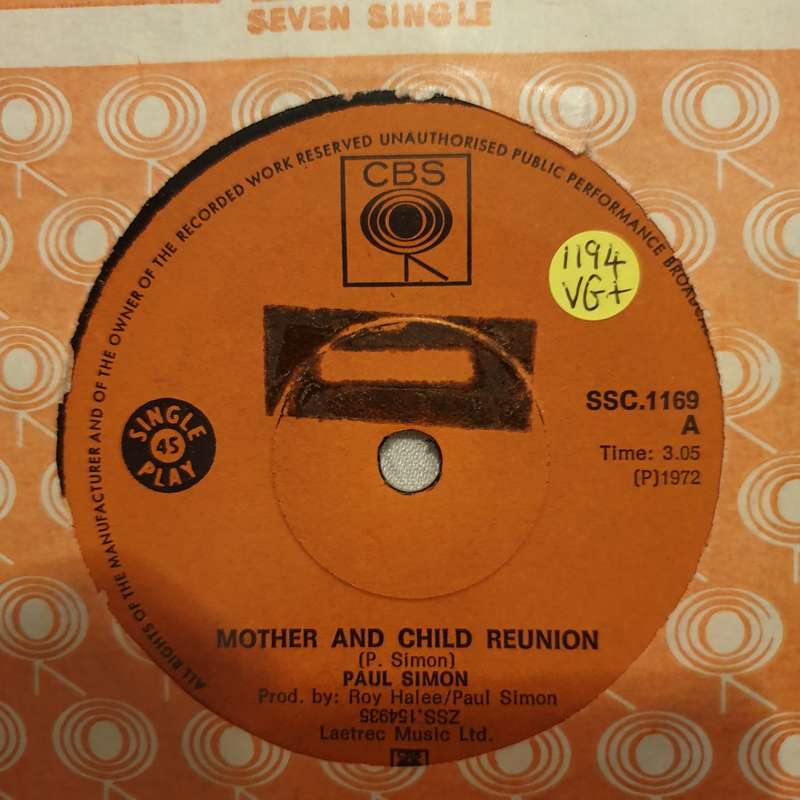 SEVEN SINGLE
ALL RIGHTS OF THE MANUFACTURER AND OF THE OWNER OF THE RECORDED WORK RESERVED UNAUTHORISED PUBLIC PERFORMANCE
CBS
1194
VG+
SSC.1169
A
SINGLE
45
PLAY
Time: 3.05
(P)1972
MOTHER AND CHILD REUNION
(P. Simon)
PAUL SIMON
Prod. by: Roy Halee/Paul Simon
ZSS.154935
Laetrec Music Ltd.
CBS